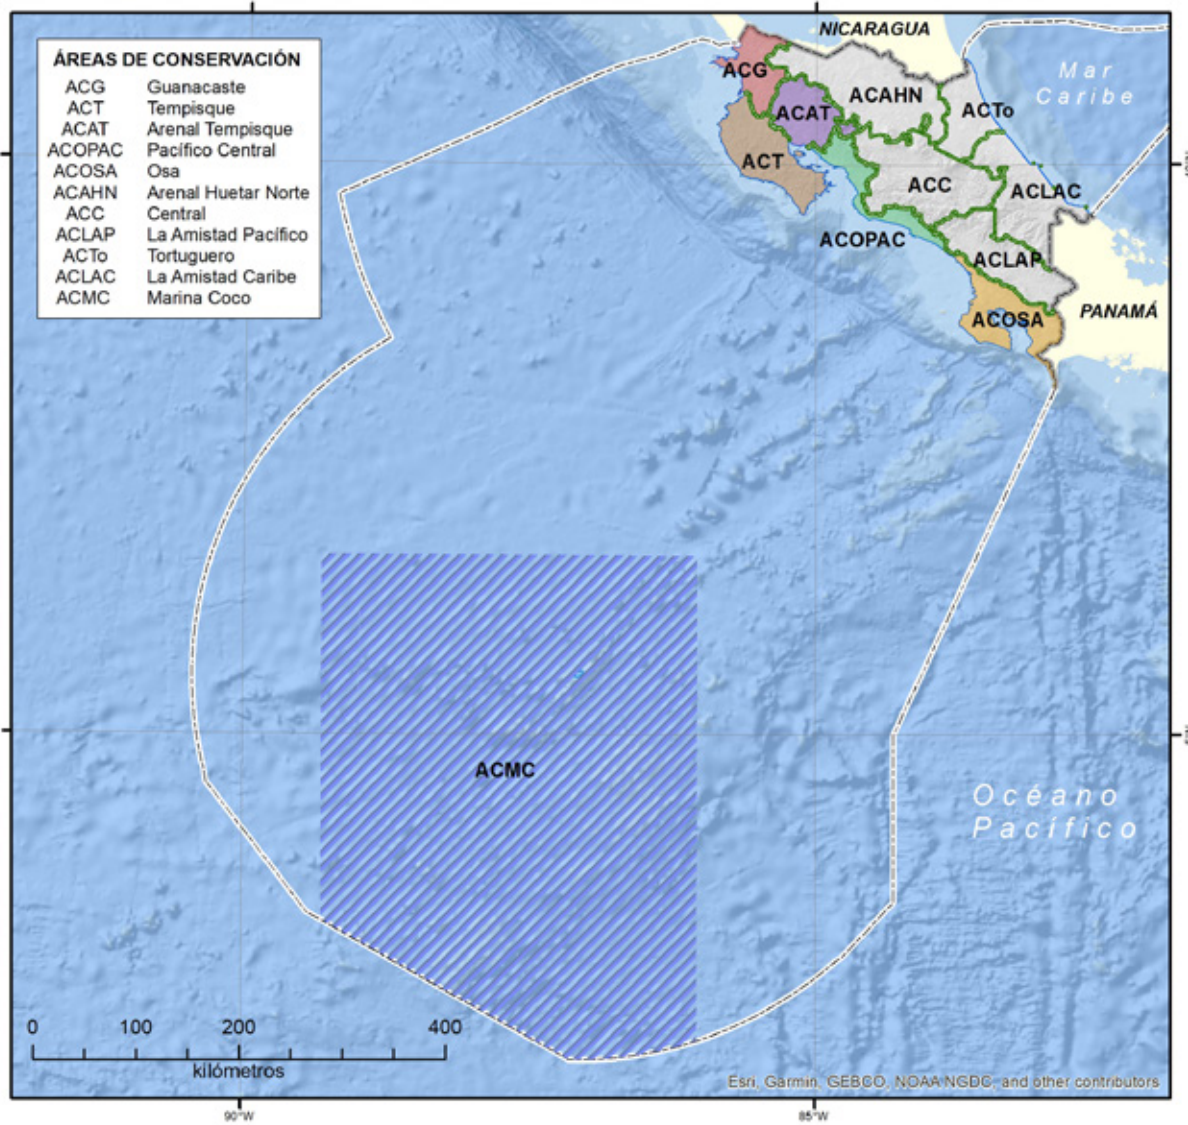 ÁREAS DE CONSERVACIÓN
ACG Guanacaste
ACT Tempisque
ACAT Arenal Tempisque
ACOPAC Pacífico Central
ACOSA Osa
ACAHN Arenal Huetar Norte
ACC Central
ACLAP La Amistad Pacífico
ACTo Tortuguero
ACLAC La Amistad Caribe
ACMC Marina Coco
NICARAGUA
Mar
Caribe
ACG
ACAHN
ACAT
ACTo
ACT
ACC
ACLAC
ACOPAC
ACLAP
ACOSA
PANAMÁ
ACMC
Océano
Pacífico
0 100 200 400
kilómetros
Esri, Garmin, GEBCO, NOAA NGDC, and other contributors
90°W 85°W